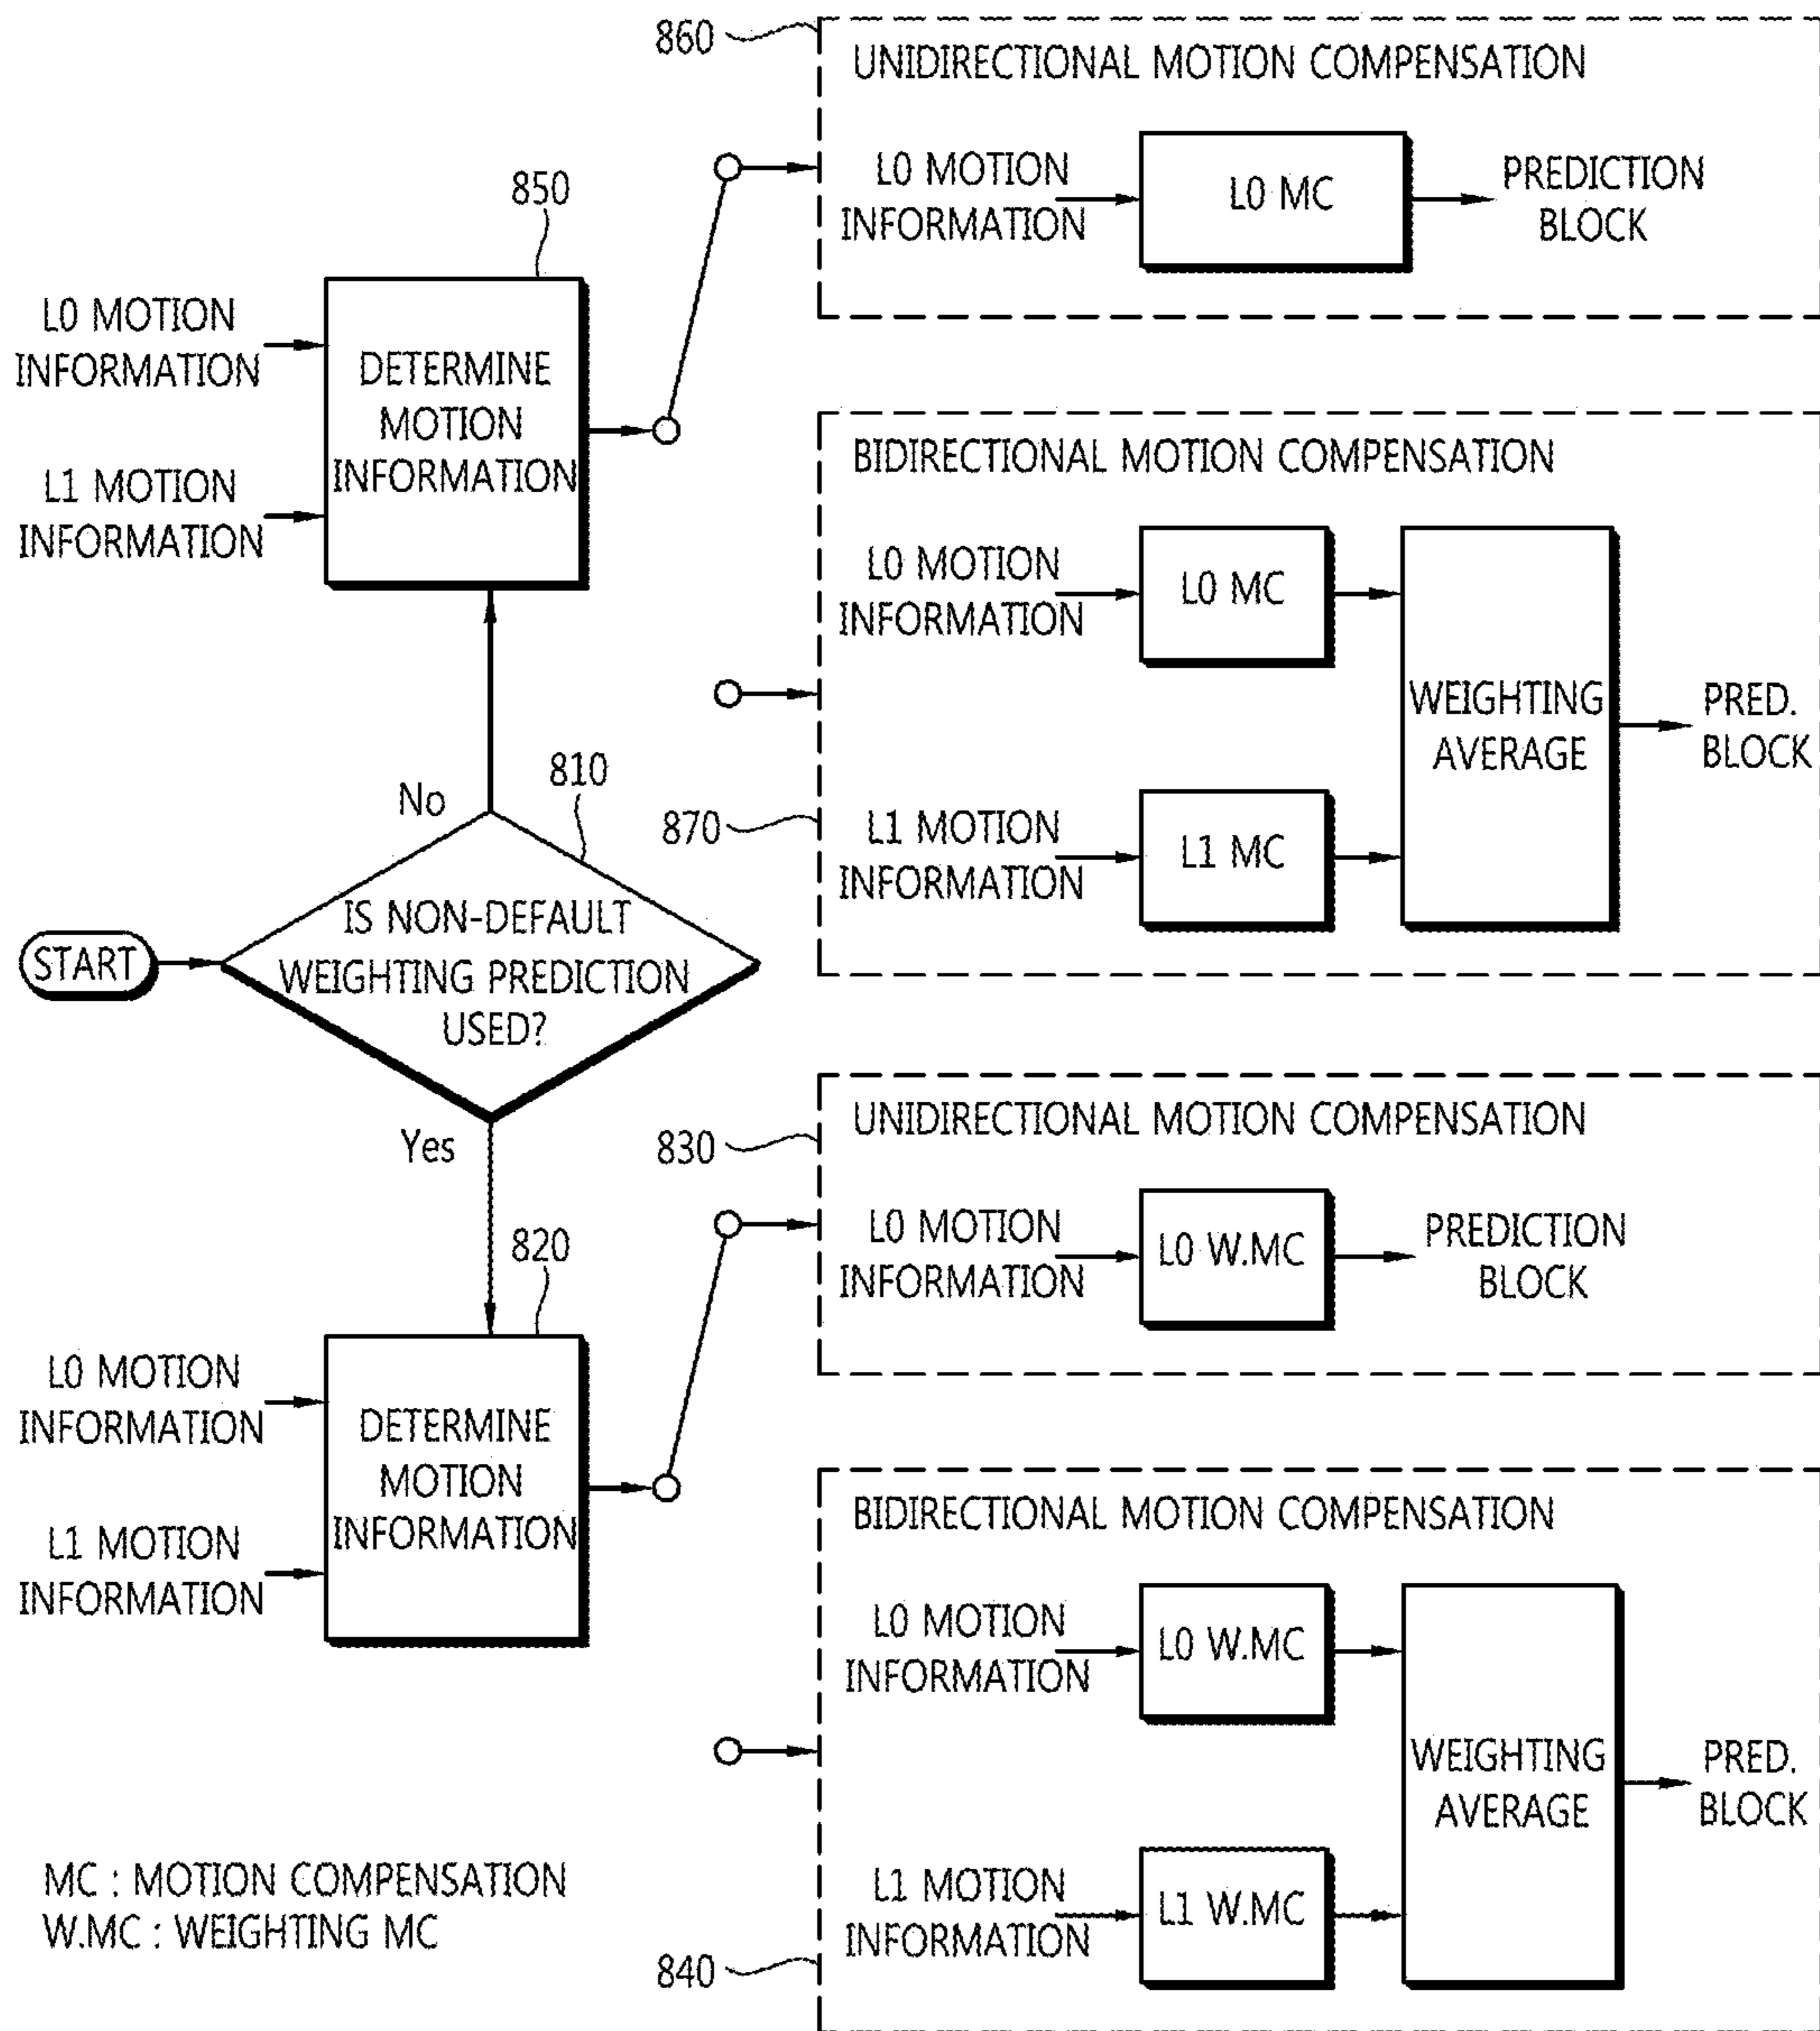 860
UNIDIRECTIONAL MOTION COMPENSATION
L0 MOTION
INFORMATION
L0 MC
PREDICTION
BLOCK
850
L0 MOTION
INFORMATION
L1 MOTION
INFORMATION
DETERMINE
MOTION
INFORMATION
BIDIRECTIONAL MOTION COMPENSATION
L0 MOTION
INFORMATION
L0 MC
870
L1 MOTION
INFORMATION
L1 MC
WEIGHTING
AVERAGE
PRED.
BLOCK
No
810
START
IS NON-DEFAULT
WEIGHTING PREDICTION
USED?
Yes
830
UNIDIRECTIONAL MOTION COMPENSATION
L0 MOTION
INFORMATION
L0 W.MC
PREDICTION
BLOCK
820
L0 MOTION
INFORMATION
L1 MOTION
INFORMATION
DETERMINE
MOTION
INFORMATION
BIDIRECTIONAL MOTION COMPENSATION
L0 MOTION
INFORMATION
L0 W.MC
L1 MOTION
INFORMATION
L1 W.MC
WEIGHTING
AVERAGE
PRED.
BLOCK
840
MC : MOTION COMPENSATION
W.MC : WEIGHTING MC